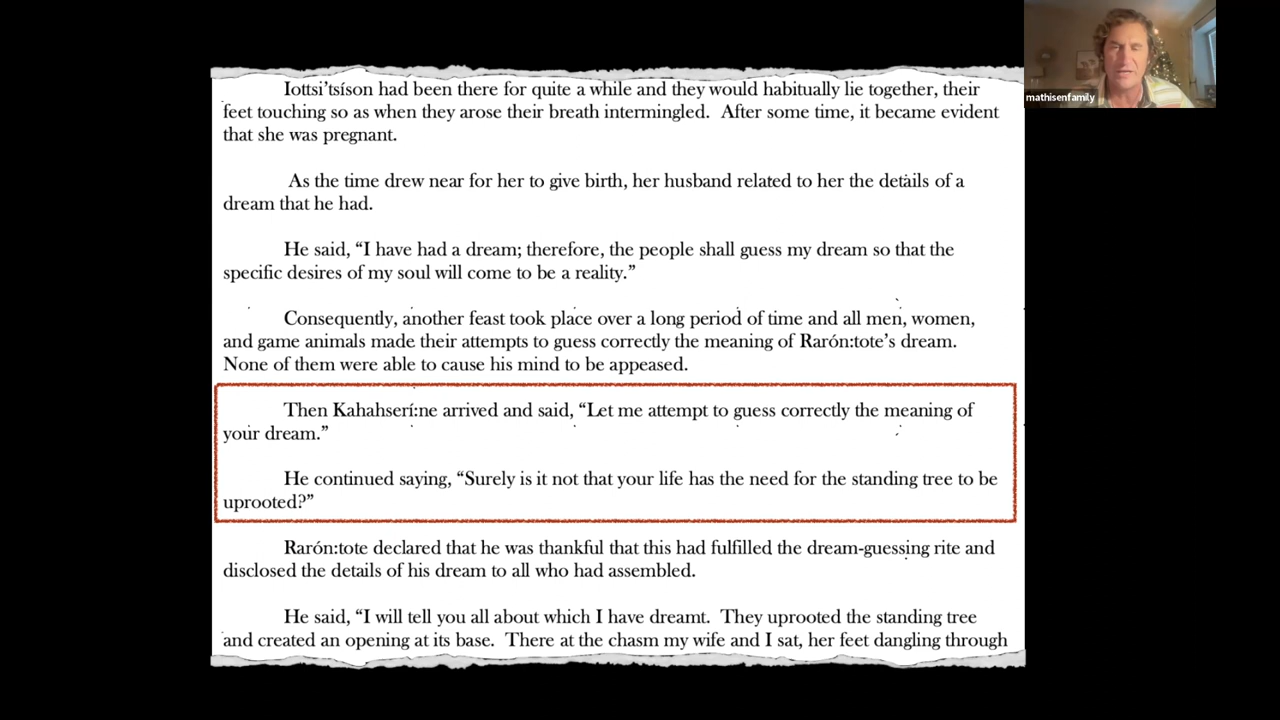 Iottsi’tsíson had been there for quite a while and they would habitually lie together, their
feet touching so as when they arose their breath intermingled. After some time, it became evident
that she was pregnant.
As the time drew near for her to give birth, her husband related to her the details of a
dream that he had.
He said, “I have had a dream; therefore, the people shall guess my dream so that the
specific desires of my soul will come to be a reality.”
Consequently, another feast took place over a long period of time and all men, women,
and game animals made their attempts to guess correctly the meaning of Rarón:tote’s dream.
None of them were able to cause his mind to be appeased.
Then Kahahserí:ne arrived and said, “Let me attempt to guess correctly the meaning of
your dream.”
He continued saying, “Surely is it not that your life has the need for the standing tree to be
uprooted?”
Rarón:tote declared that he was thankful that this had fulfilled the dream-guessing rite and
disclosed the details of his dream to all who had assembled.
He said, “I will tell you all about which I have dreamt. They uprooted the standing tree
and created an opening at its base. There at the chasm my wife and I sat, her feet dangling through
mathisenfamily